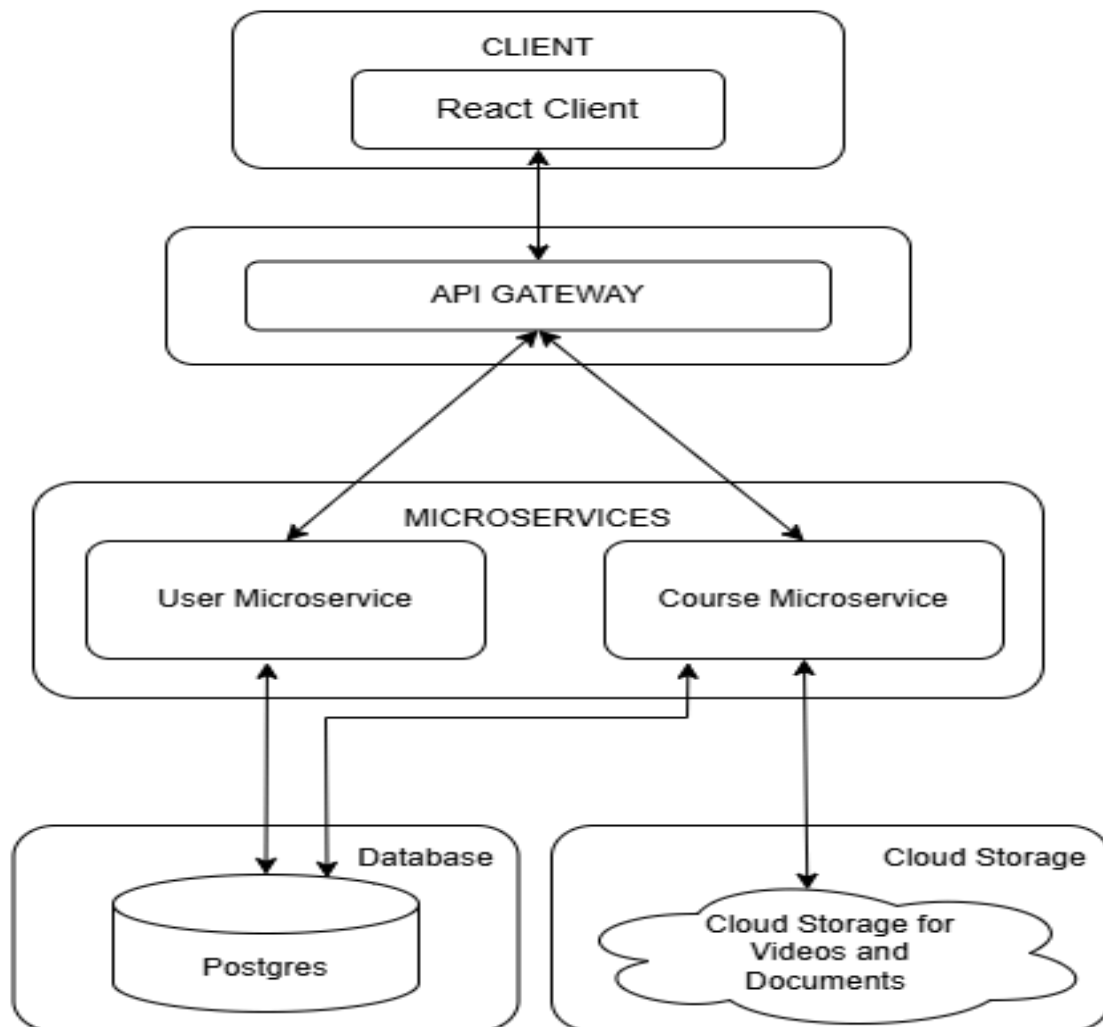 CLIENT
React Client
API GATEWAY
MICROSERVICES
User Microservice
Course Microservice
Database
Postgres
Cloud Storage
Cloud Storage for
Videos and
Documents